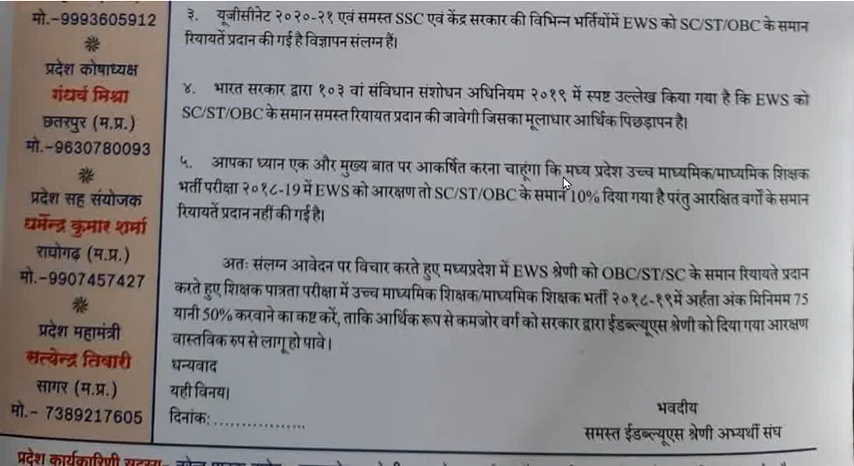 मो.-9993605912
प्रदेश कोषाध्यक्ष
गंधर्व मिश्रा
छतरपुर (म.प्र.)
मो.-9630780093
प्रदेश सह संयोजक
धर्मेन्द्र कुमार शर्मा
राघोगढ़ (म.प्र.)
मो.-9907457427
प्रदेश महामंत्री
सत्येन्द्र तिवारी
सागर (म.प्र.)
मो.- 7389217605
३. यूजीसीनेट २०२०-२१ एवं समस्त SSC एवं केंद्र सरकार की विभिन्न भर्तियोंमें EWS को SC/ST/OBC के समान
रियायतें प्रदान की गई है विज्ञापन संलग्न हैं।
४. भारत सरकार द्वारा १०३ वां संविधान संशोधन अधिनियम २०१९ में स्पष्ट उल्लेख किया गया है कि EWS को
SC/ST/OBC के समान समस्त रियायत प्रदान की जावेगी जिसका मूलाधार आर्थिक पिछड़ापन है।
५. आपका ध्यान एक और मुख्य बात पर आकर्षित करना चाहूंगा कि मध्य प्रदेश उच्च माध्यमिक/माध्यमिक शिक्षक
भर्ती परीक्षा २०१८-19 में EWS को आरक्षण तो SC/ST/OBC के समान 10% दिया गया है परंतु आरक्षित वर्गों के समान
रियायतें प्रदान नहीं की गई है।
अतः संलग्न आवेदन पर विचार करते हुए मध्यप्रदेश में EWS श्रेणी को OBC/ST/SC के समान रियायते प्रदान
करते हुए शिक्षक पात्रता परीक्षा में उच्च माध्यमिक शिक्षक/माध्यमिक शिक्षक भर्ती २०१८-१९में अर्हता अंक मिनिमम 75
यानी 50% करवाने का कष्ट करें, ताकि आर्थिक रूप से कमजोर वर्ग को सरकार द्वारा ईडब्ल्यूएस श्रेणी को दिया गया आरक्षण
वास्तविक रुप से लागू हो पावे।
धन्यवाद
यही विनय।
दिनांक: ..................
भवदीय
समस्त ईडब्ल्यूएस श्रेणी अभ्यर्थी संघ
प्रदेश कार्यकारिणी सदस्य-